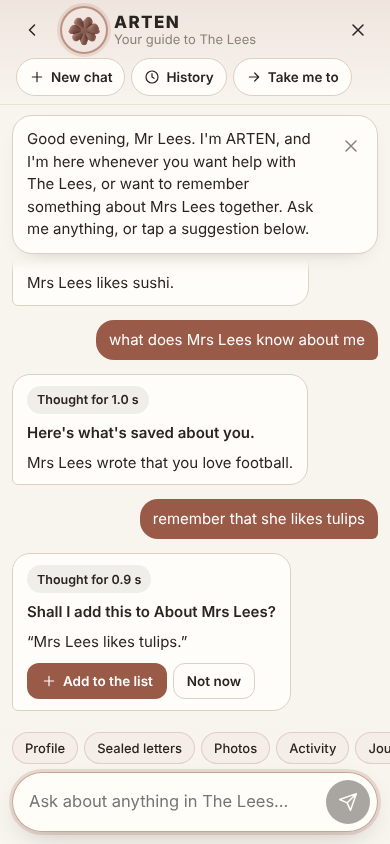 ARTEN
Your guide to The Lees
New chat
History
Take me to
Good evening, Mr Lees. I'm ARTEN, and
I'm here whenever you want help with
The Lees, or want to remember
something about Mrs Lees together. Ask
me anything, or tap a suggestion below.
Mrs Lees likes sushi.
what does Mrs Lees know about me
Thought for 1.0 s
Here's what's saved about you.
Mrs Lees wrote that you love football.
remember that she likes tulips
Thought for 0.9 s
Shall I add this to About Mrs Lees?
“Mrs Lees likes tulips.”
Add to the list
Not now
Profile
Sealed letters
Photos
Activity
Jou
Ask about anything in The Lees...